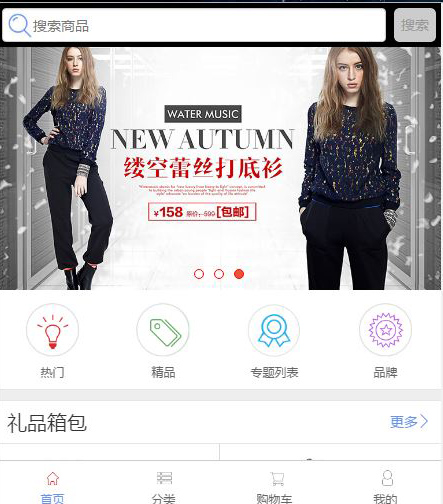 搜索商品
搜索
WATER MUSIC
NEW AUTUMN
缕空蕾丝打底衫
¥158 原价:599 [包邮]
热门 精品 专题列表 品牌
礼品箱包 更多
首页 分类 购物车 我的